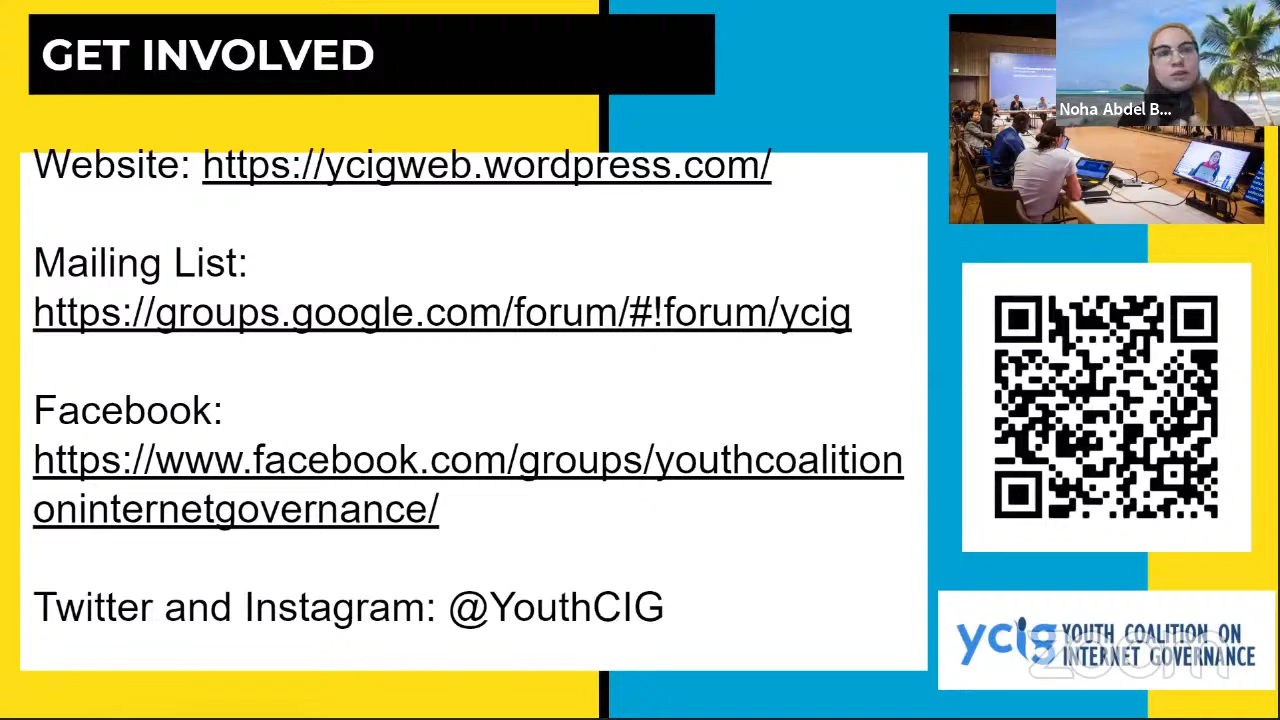 GET INVOLVED
Noha Abdel B...
Website: https://ycigweb.wordpress.com/
Mailing List:
https://groups.google.com/forum/#!forum/ycig
Facebook:
https://www.facebook.com/groups/youthcoalition
oninternetgovernance/
Twitter and Instagram: @YouthCIG
ycig YOUTH COALITION ON
INTERNET GOVERNANCE
zoom